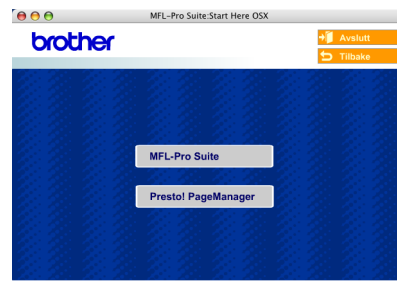 MFL-Pro Suite:Start Here OSX
brother
Avslutt
Tilbake
MFL-Pro Suite
Presto! PageManager